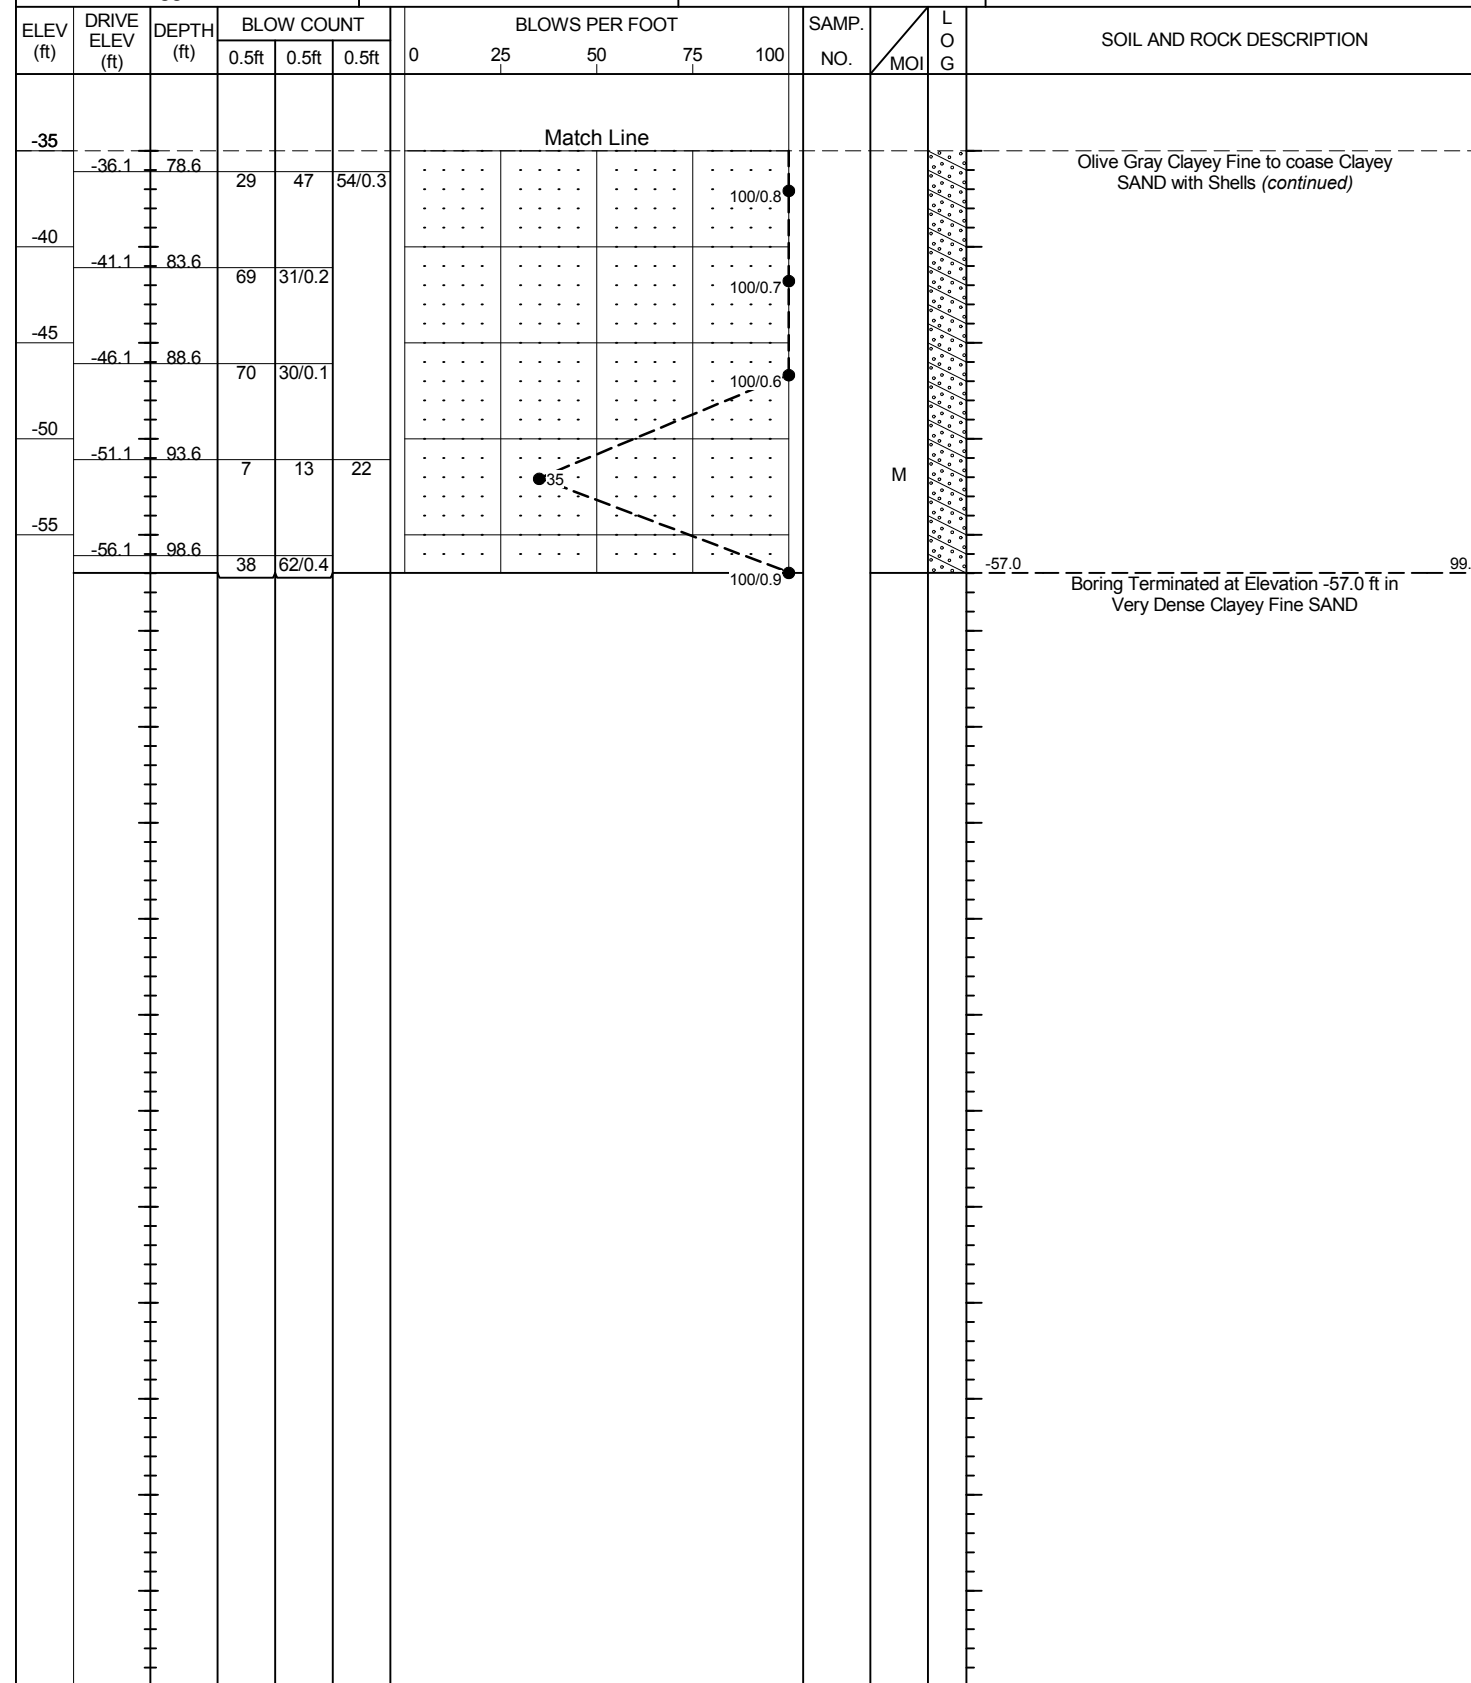 ELEV (ft) DRIVE ELEV (ft) DEPTH (ft) BLOW COUNT BLOWS PER FOOT SAMP. NO. MOI LOG SOIL AND ROCK DESCRIPTION
0.5ft 0.5ft 0.5ft 0 25 50 75 100
Match Line
-35
-36.1 78.6 29 47 54/0.3 100/0.8
Olive Gray Clayey Fine to coase Clayey
SAND with Shells (continued)
-40
-41.1 83.6 69 31/0.2 100/0.7
-45
-46.1 88.6 70 30/0.1 100/0.6
-50
-51.1 93.6 7 13 22 35 M
-55
-56.1 98.6 38 62/0.4 100/0.9
-57.0 99.
Boring Terminated at Elevation -57.0 ft in
Very Dense Clayey Fine SAND